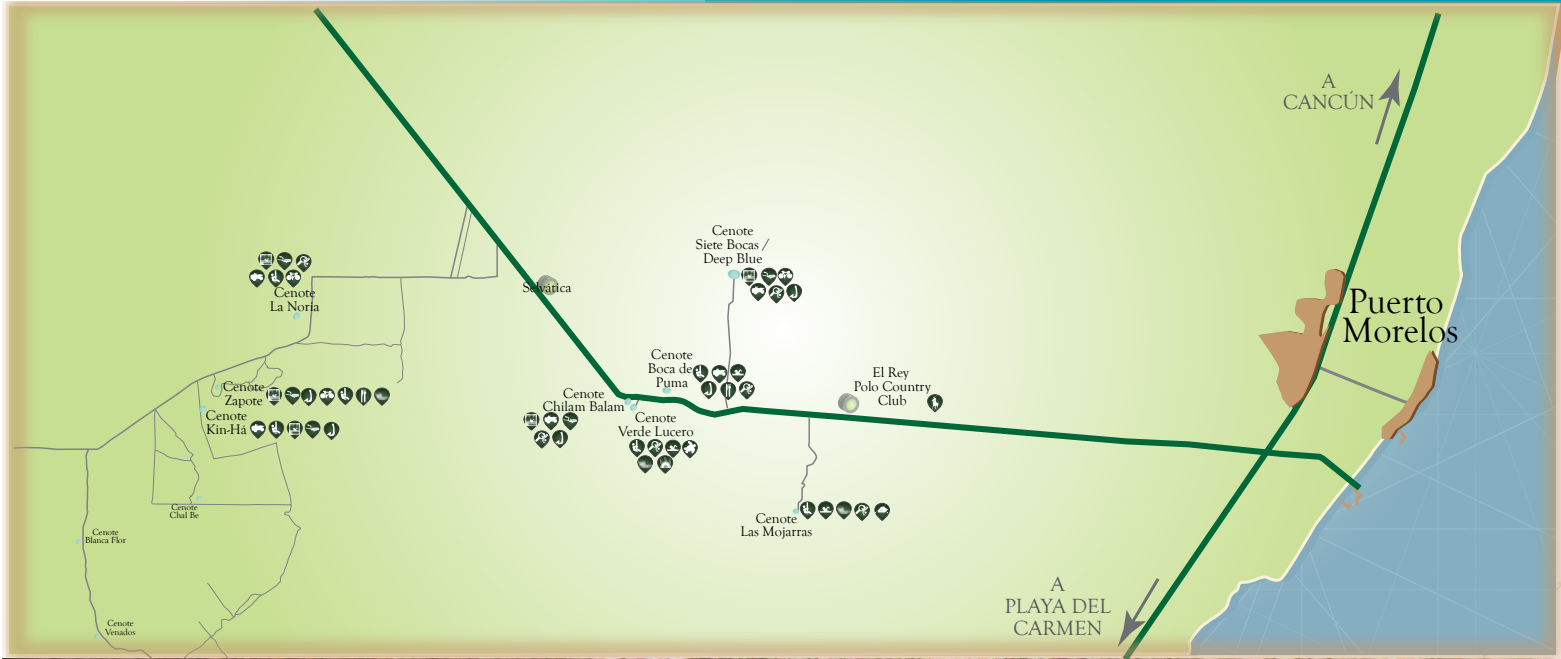 A
CANCÚN
Cenote
Siete Bocas /
Deep Blue
Selvática
Cenote
La Noria
Puerto
Morelos
Cenote
Boca de
Puma
El Rey
Polo Country
Club
Cenote
Zapote
Cenote
Chilam Balam
Cenote
Kin-Há
Cenote
Verde Lucero
Cenote
Chal Be
Cenote
Las Mojarras
Cenote
Blanca Flor
A
PLAYA DEL
CARMEN
Cenote
Venados